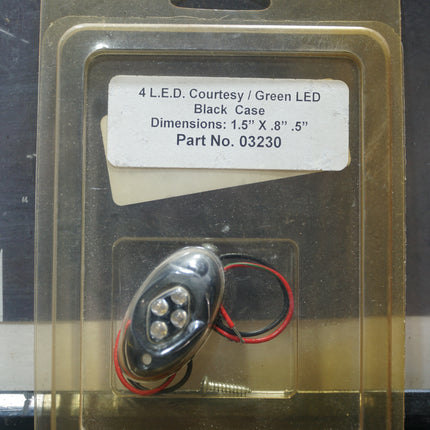 4 L.E.D. Courtesy / Green LED
Black Case
Dimensions: 1.5” X .8” .5”
Part No. 03230